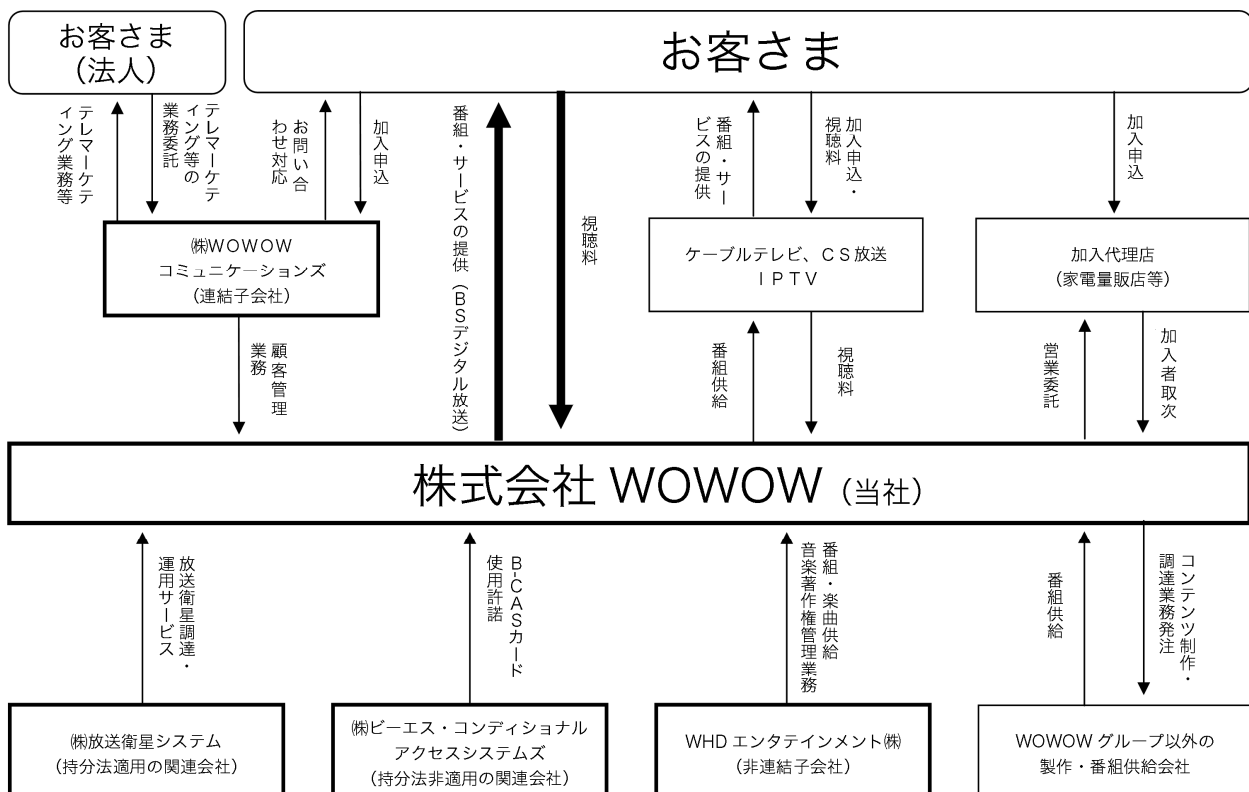 お客さま
（法人）
お客さま
テレマーケテ
ィング業務等
テレマーケテ
ィング等の
業務委託
お問い合
わせ対応
加入申込
番組・サービスの提供（BSデジタル放送）
視聴料
番組・サー
ビスの提供
加入申込・
視聴料
加入申込
㈱WOWOW
コミュニケーションズ
（連結子会社）
ケーブルテレビ、CS放送
IPTV
加入代理店
（家電量販店等）
顧客管理
業務
番組供給
視聴料
営業委託
加入者取次
株式会社 WOWOW（当社）
放送衛星調達・
運用サービス
B-CASカード
使用許諾
番組・楽曲供給
音楽著作権管理業務
番組供給
コンテンツ制作・
調達業務発注
㈱放送衛星システム
（持分法適用の関連会社）
㈱ビーエス・コンディショナル
アクセスシステムズ
（持分法非適用の関連会社）
WHDエンタテインメント㈱
（非連結子会社）
WOWOWグループ以外の
製作・番組供給会社